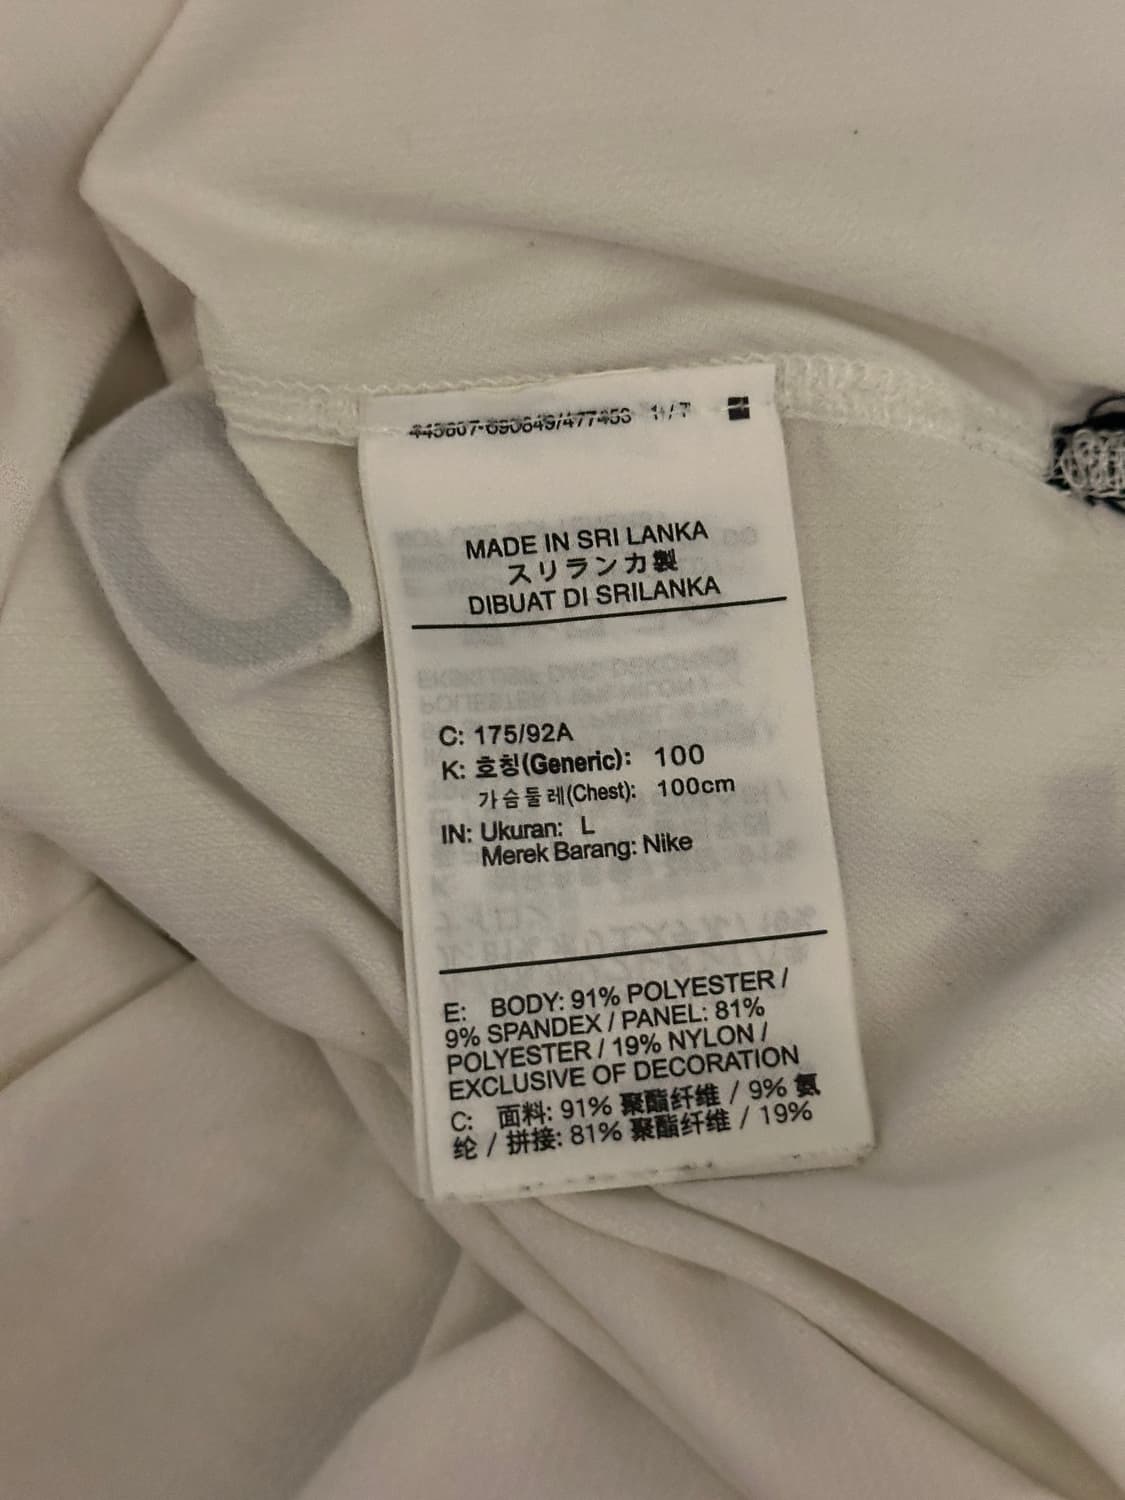 MADE IN SRI LANKA
スリランカ製
DIBUAT DI SRILANKA
C: 175/92A
K: 호칭(Generic): 100
가슴둘레(Chest): 100cm
IN: Ukuran: L
Merek Barang: Nike
E: BODY: 91% POLYESTER /
9% SPANDEX / PANEL: 81%
POLYESTER / 19% NYLON /
EXCLUSIVE OF DECORATION
C: 面料: 91% 聚酯纤维 / 9% 氨
纶 / 拼接: 81% 聚酯纤维 / 19%